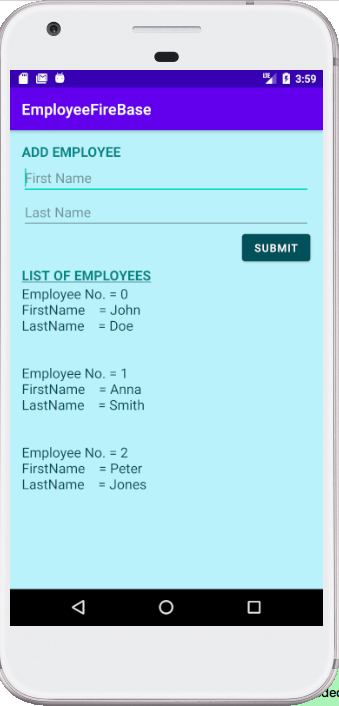 LTE 3:59
EmployeeFireBase
ADD EMPLOYEE
First Name
Last Name
SUBMIT
LIST OF EMPLOYEES
Employee No. = 0
FirstName = John
LastName = Doe
Employee No. = 1
FirstName = Anna
LastName = Smith
Employee No. = 2
FirstName = Peter
LastName = Jones